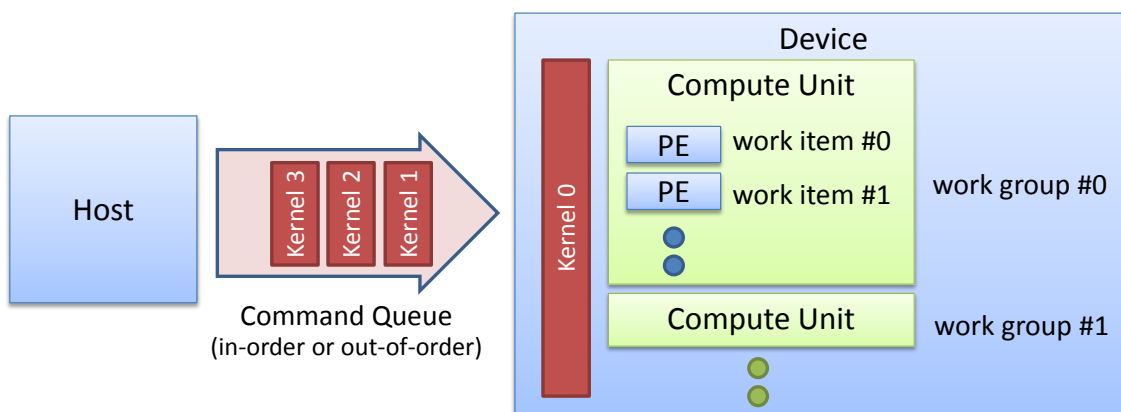 Host
Kernel 3
Kernel 2
Kernel 1
Command Queue
(in-order or out-of-order)
Device
Kernel 0
Compute Unit
PE
work item #0
PE
work item #1
work group #0
Compute Unit
work group #1